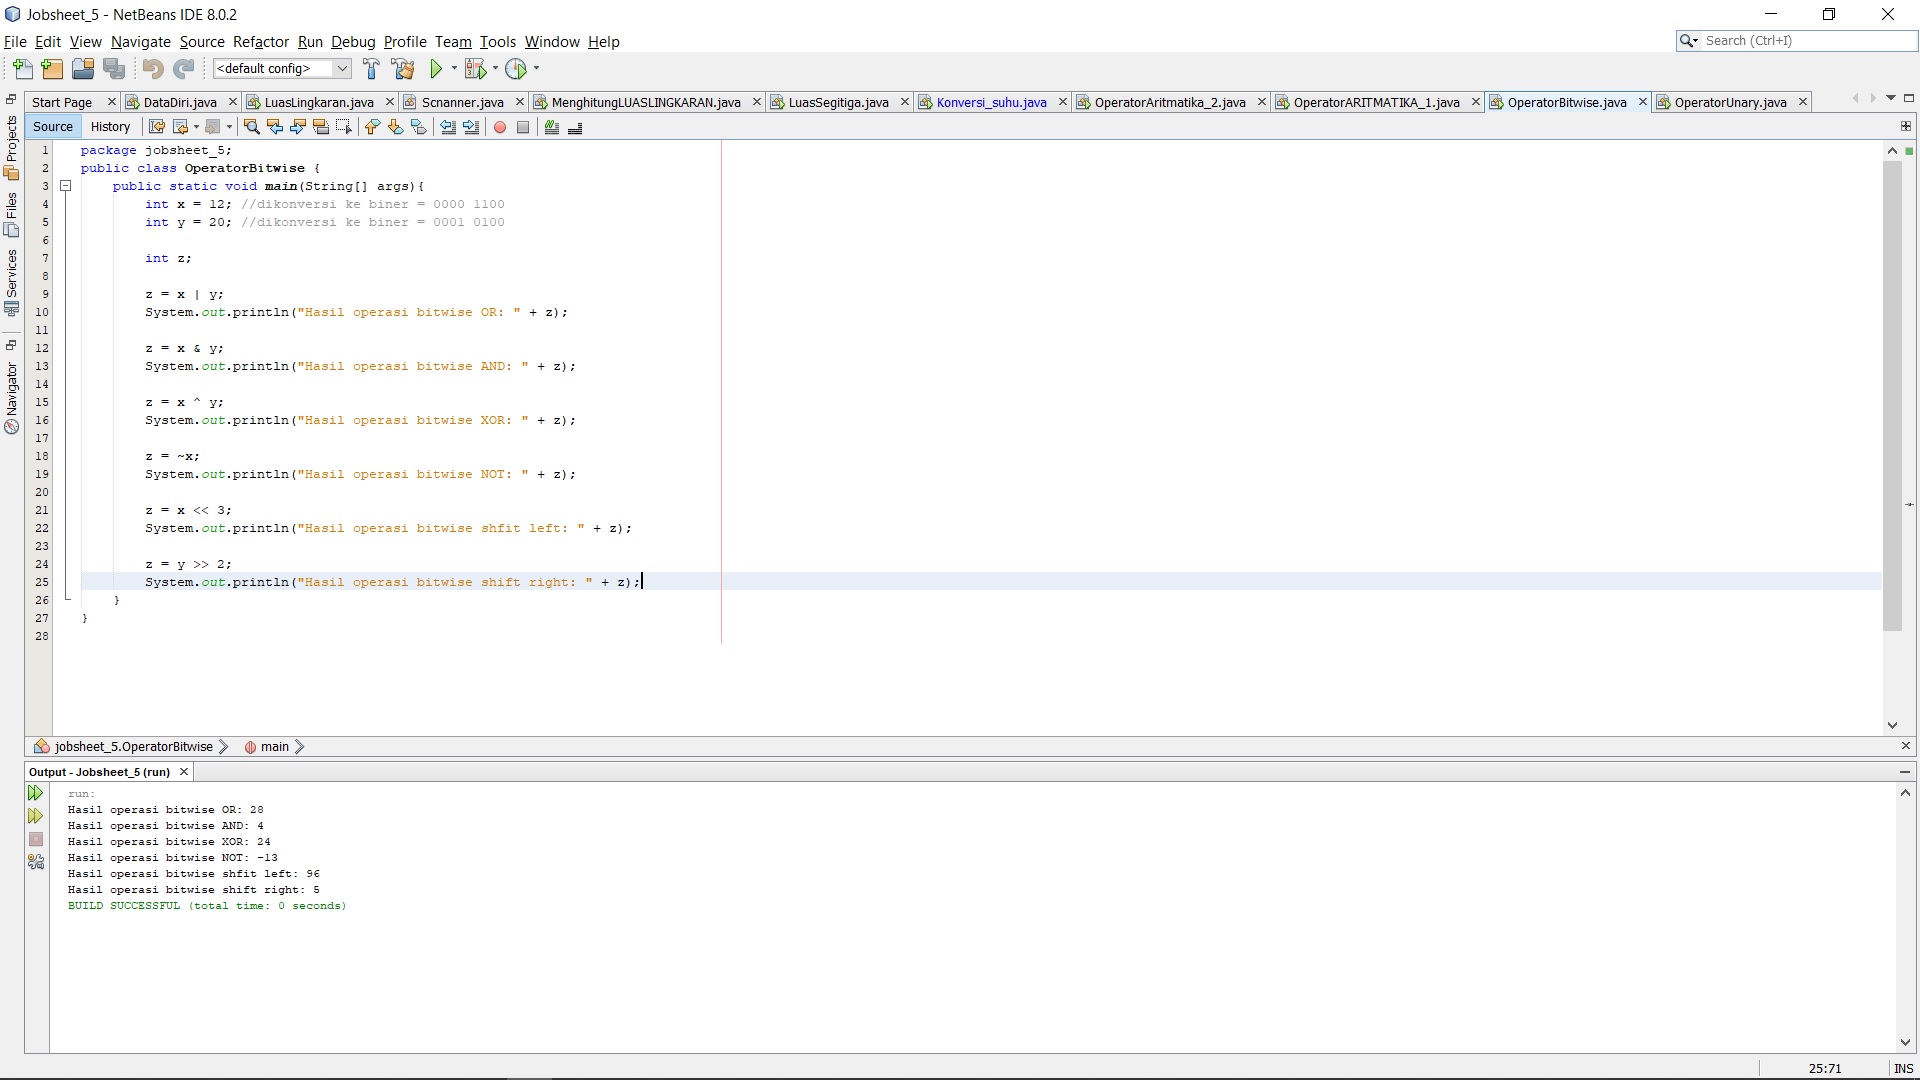 Jobsheet_5 - NetBeans IDE 8.0.2
File Edit View Navigate Source Refactor Run Debug Profile Team Tools Window Help
Search (Ctrl+I)
<default config>
Start Page DataDiri.java LuasLingkaran.java Scnanner.java MenghitungLUASLINGKARAN.java LuasSegitiga.java Konversi_suhu.java OperatorAritmatika_2.java OperatorARITMATIKA_1.java OperatorBitwise.java OperatorUnary.java
Source History
Projects
Files
Services
Navigator
1 package jobsheet_5;
2 public class OperatorBitwise {
3 public static void main(String[] args){
4 int x = 12; //dikonversi ke biner = 0000 1100
5 int y = 20; //dikonversi ke biner = 0001 0100
6
7 int z;
8
9 z = x | y;
10 System.out.println("Hasil operasi bitwise OR: " + z);
11
12 z = x & y;
13 System.out.println("Hasil operasi bitwise AND: " + z);
14
15 z = x ^ y;
16 System.out.println("Hasil operasi bitwise XOR: " + z);
17
18 z = ~x;
19 System.out.println("Hasil operasi bitwise NOT: " + z);
20
21 z = x << 3;
22 System.out.println("Hasil operasi bitwise shfit left: " + z);
23
24 z = y >> 2;
25 System.out.println("Hasil operasi bitwise shift right: " + z);
26 }
27 }
28
jobsheet_5.OperatorBitwise main
Output - Jobsheet_5 (run)
run:
Hasil operasi bitwise OR: 28
Hasil operasi bitwise AND: 4
Hasil operasi bitwise XOR: 24
Hasil operasi bitwise NOT: -13
Hasil operasi bitwise shfit left: 96
Hasil operasi bitwise shift right: 5
BUILD SUCCESSFUL (total time: 0 seconds)
25:71 INS